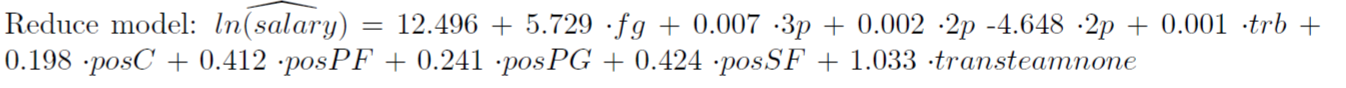 Reduce model: ln(salary) = 12.496 + 5.729 ·fg + 0.007 ·3p + 0.002 ·2p -4.648 ·2p + 0.001 ·trb +
0.198 ·posC + 0.412 ·posPF + 0.241 ·posPG + 0.424 ·posSF + 1.033 ·transteamnone